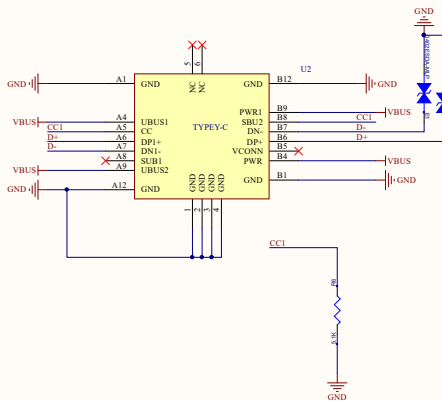 GND
U2
5
6
NC
NC
GND
A1
GND
GND
B12
GND
VBUS
A4
UBUS1
PWR1
B9
VBUS
CC1
A5
CC
SBU2
B8
CC1
D+
A6
DP1+
DN-
B7
D-
D-
A7
DN1-
DP+
B6
D+
A8
SUB1
VCONN
B5
VBUS
A9
UBUS2
PWR
B4
VBUS
GND
A12
GND
GND
B1
GND
TYPEY-C
GND
GND
GND
GND
1
2
3
4
CC1
R6
5.1K
GND